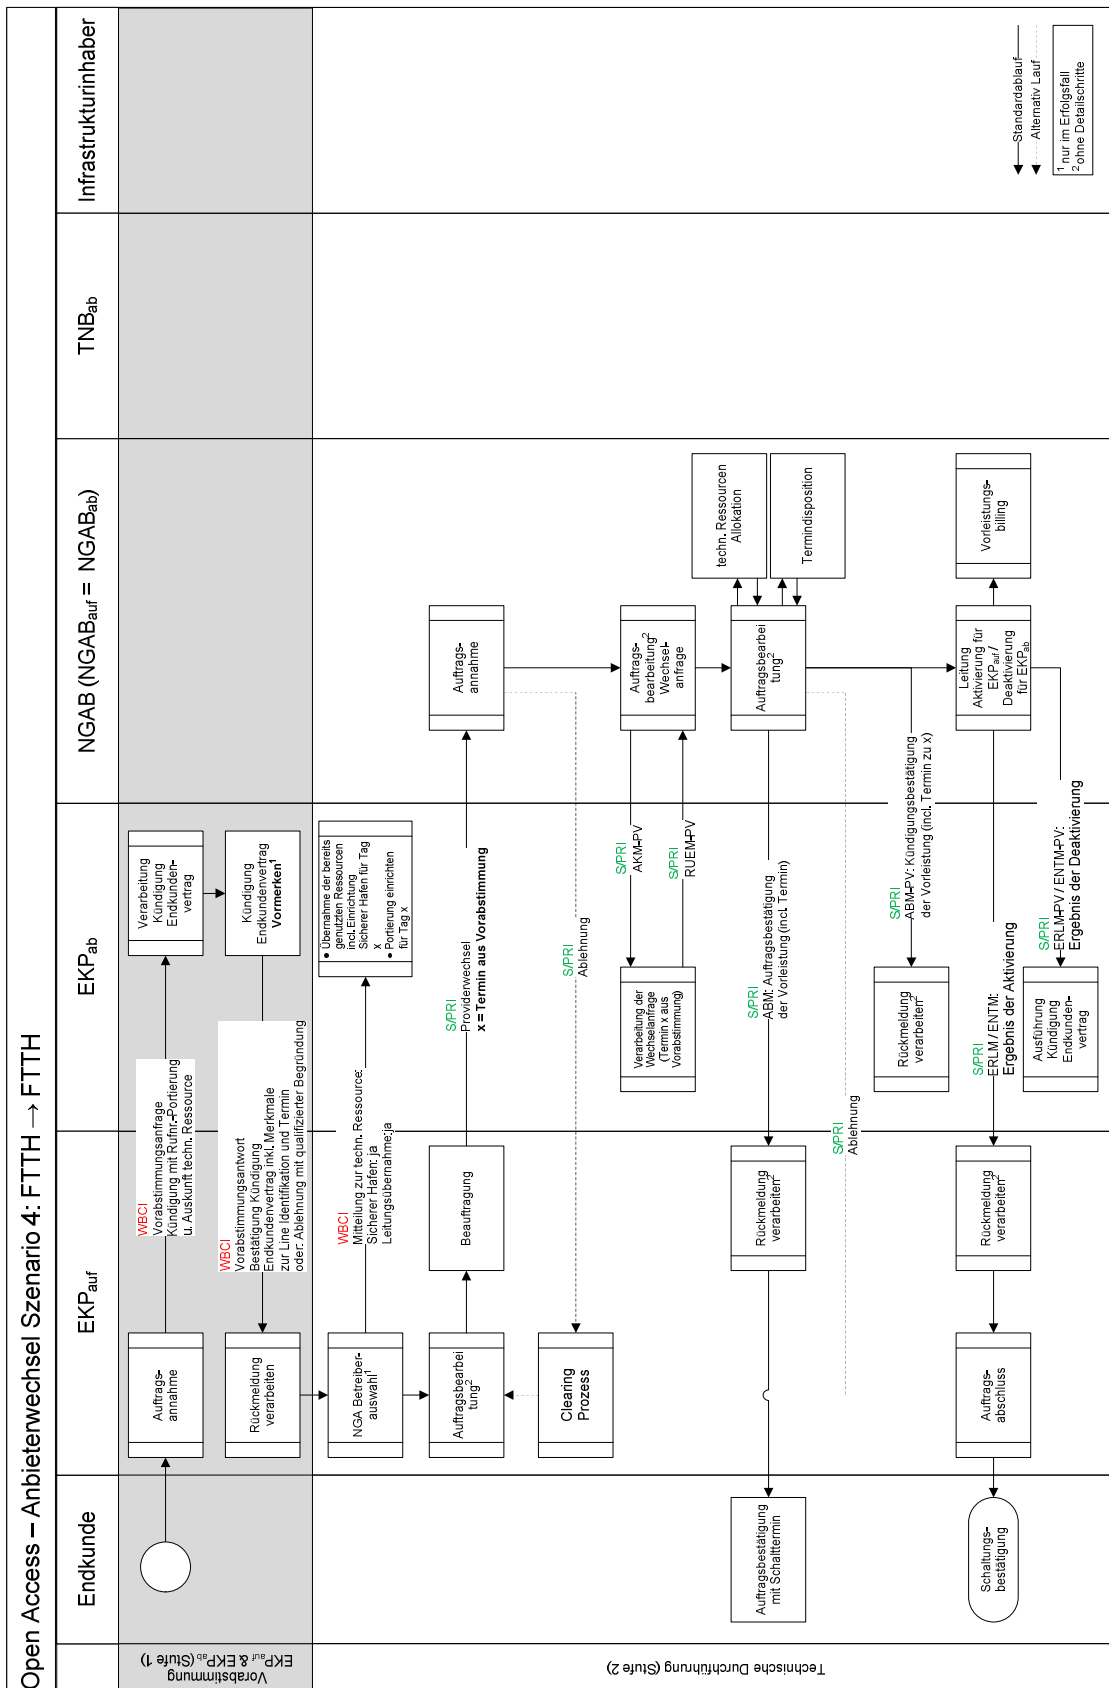 Open Access – Anbieterwechsel Szenario 4: FTTH → FTTH
Endkunde
EKPauf
EKPab
NGAB (NGABauf = NGABab)
TNBab
Infrastrukturinhaber
Vorabstimmung
EKPauf & EKPab (Stufe 1)
Auftrags-
annahme
WBCI
Vorabstimmungsanfrage
Kündigung mit Rufnr.-Portierung
u. Auskunft techn. Ressource
Verarbeitung
Kündigung
Endkunden-
vertrag
Kündigung
Endkundenvertrag
Vormerken¹
WBCI
Vorabstimmungsantwort
Bestätigung Kündigung
Endkundenvertrag inkl. Merkmale
zur Line Identifikation und Termin
oder: Ablehnung mit qualifizierter Begründung
Rückmeldung
verarbeiten
Technische Durchführung (Stufe 2)
NGA Betreiber-
auswahl¹
WBCI
Mitteilung zur techn. Ressource:
Sicherer Hafen: ja
Leitungsübernahme:ja
● Übernahme der bereits
genutzten Ressourcen
incl. Einrichtung
Sicherer Hafen für Tag
x
● Portierung einrichten
für Tag x
Auftragsbearbei
tung²
Beauftragung
S/PRI
Providerwechsel
x = Termin aus Vorabstimmung
Auftrags-
annahme
S/PRI
Ablehnung
Clearing
Prozess
Auftrags-
bearbeitung²
Wechsel-
anfrage
S/PRI
AKM-PV
Verarbeitung der
Wechselanfrage
(Termin x aus
Vorabstimmung)
S/PRI
RUEM-PV
Auftragsbearbei
tung²
techn. Ressourcen
Allokation
Termindisposition
S/PRI
ABM: Auftragsbestätigung
der Vorleistung (incl. Termin)
Rückmeldung
verarbeiten²
Auftragsbestätigung
mit Schalttermin
S/PRI
Ablehnung
S/PRI
ABM-PV: Kündigungsbestätigung
der Vorleistung (incl. Termin zu x)
Rückmeldung
verarbeiten²
Leitung
Aktivierung für
EKPauf /
Deaktivierung
für EKPab
Vorleistungs-
billing
S/PRI
ERLM / ENTM:
Ergebnis der Aktivierung
Rückmeldung
verarbeiten²
Auftrags-
abschluss
Schaltungs-
bestätigung
S/PRI
ERLM-PV / ENTM-PV:
Ergebnis der Deaktivierung
Ausführung
Kündigung
Endkunden-
vertrag
Standardablauf
Alternativ Lauf
¹ nur im Erfolgsfall
² ohne Detailschritte